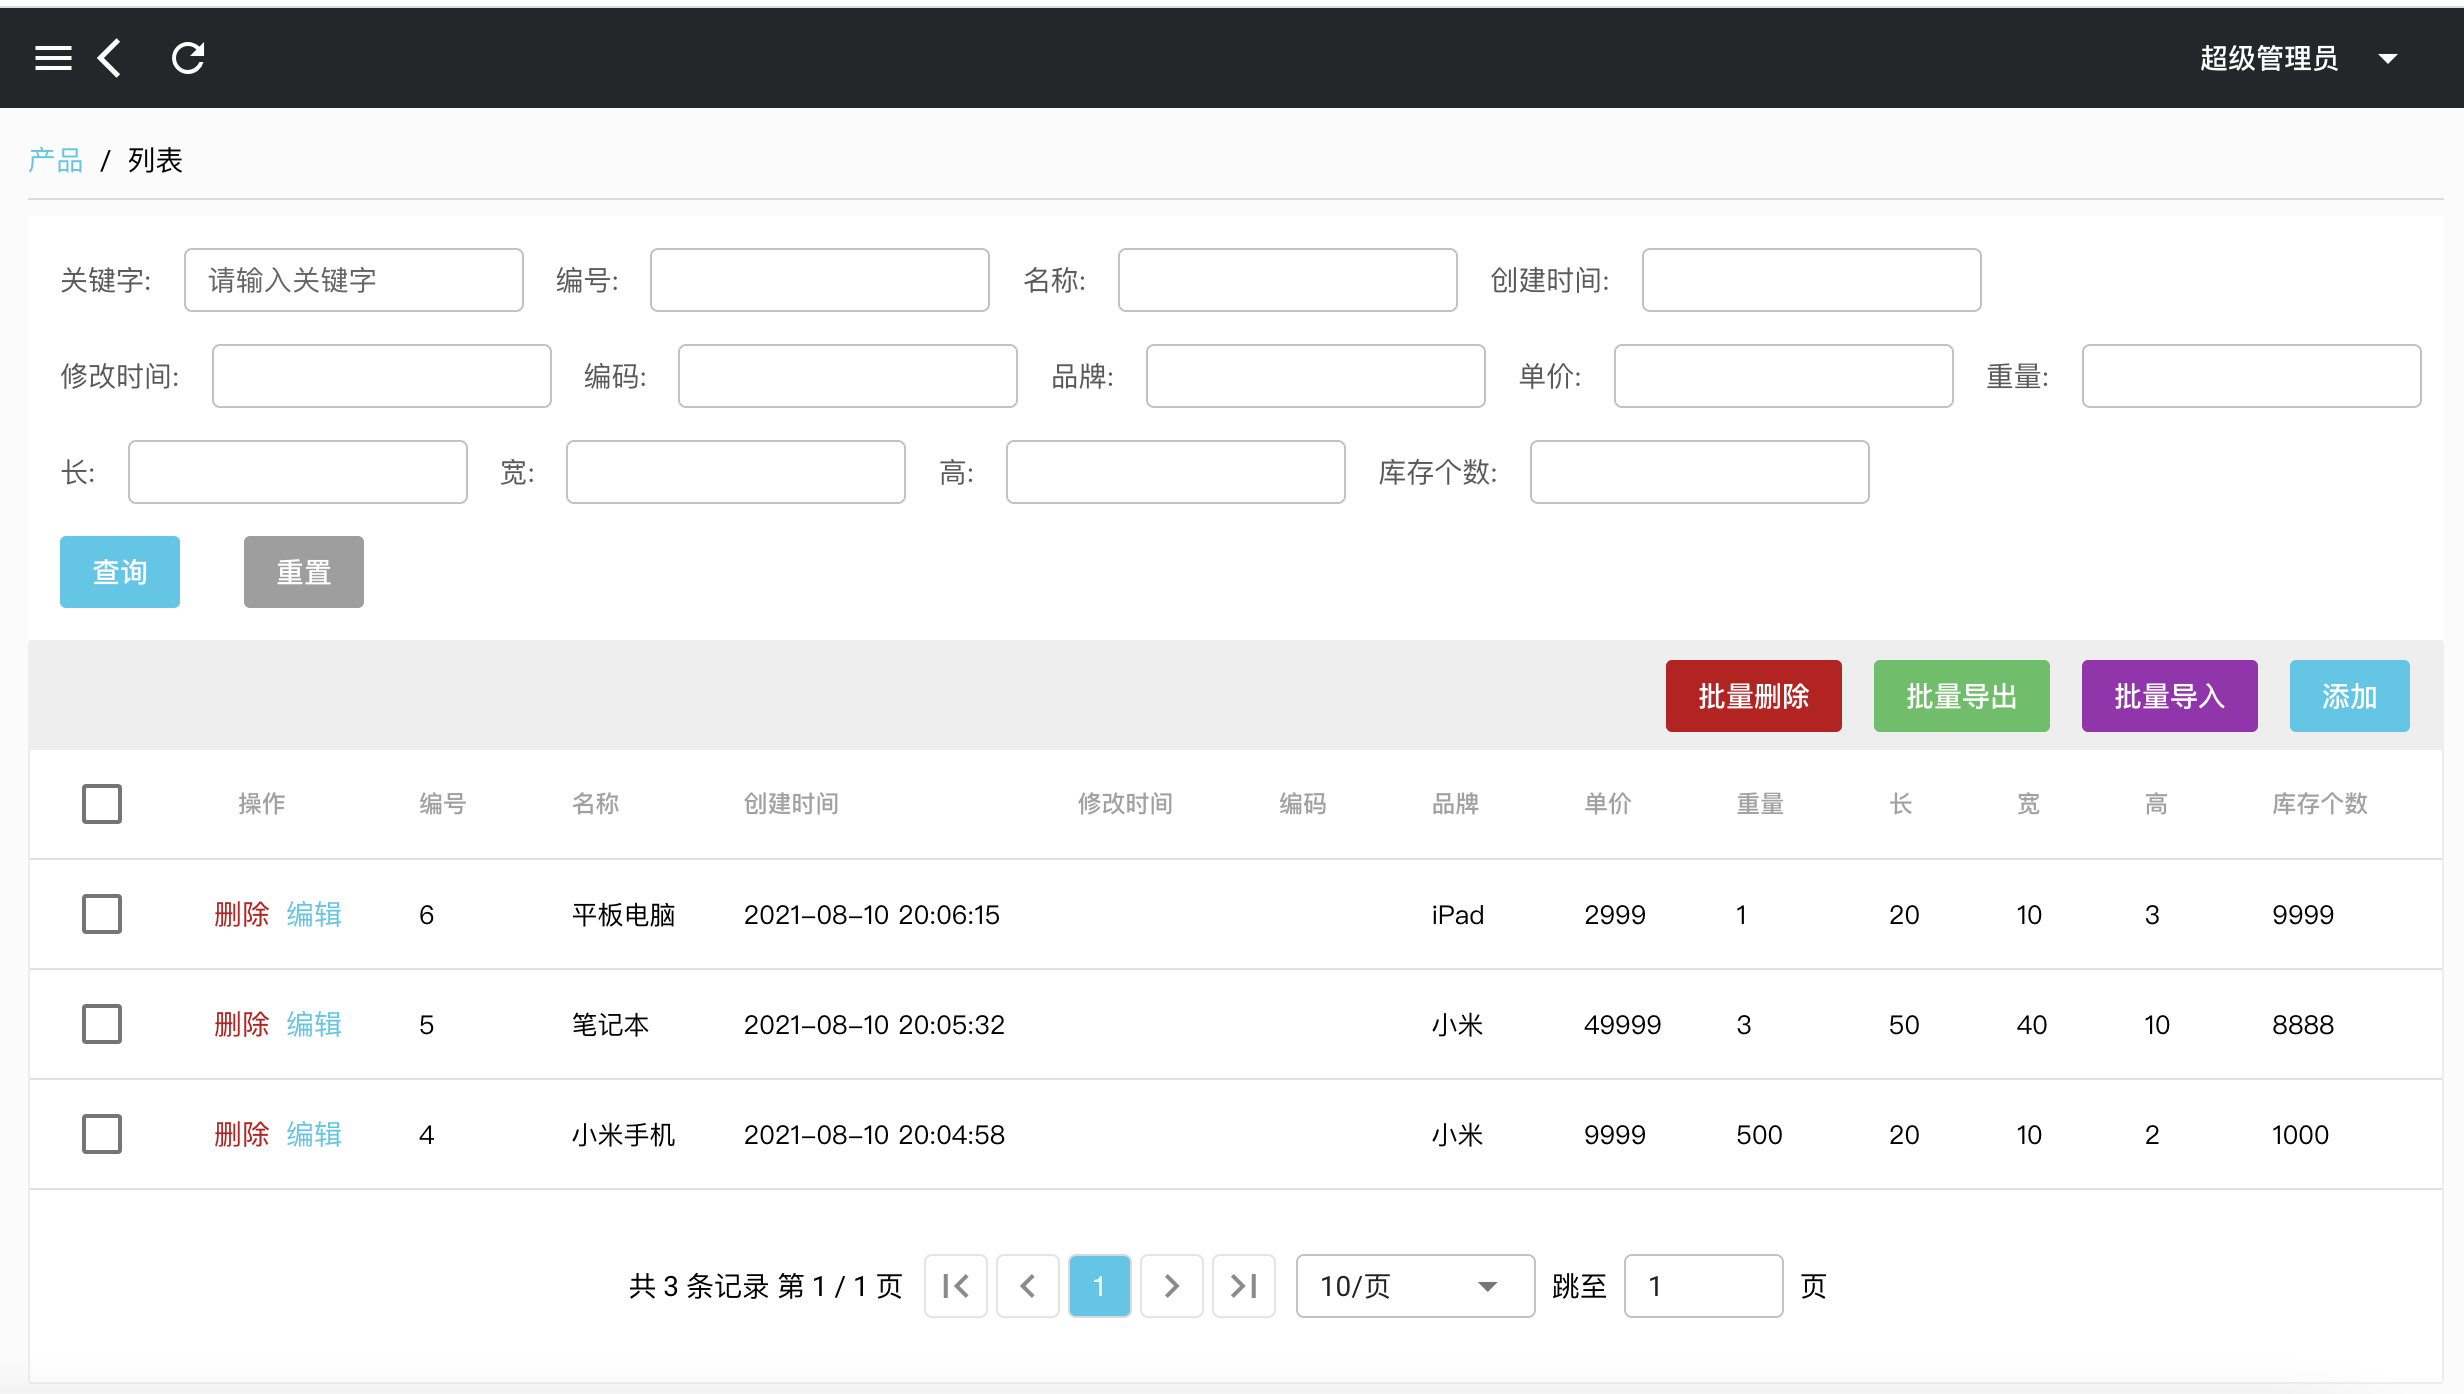 超级管理员
产品 / 列表
关键字: 请输入关键字 编号: 名称: 创建时间:
修改时间: 编码: 品牌: 单价: 重量:
长: 宽: 高: 库存个数:
查询 重置
批量删除 批量导出 批量导入 添加
操作 编号 名称 创建时间 修改时间 编码 品牌 单价 重量 长 宽 高 库存个数
删除 编辑 6 平板电脑 2021-08-10 20:06:15 iPad 2999 1 20 10 3 9999
删除 编辑 5 笔记本 2021-08-10 20:05:32 小米 49999 3 50 40 10 8888
删除 编辑 4 小米手机 2021-08-10 20:04:58 小米 9999 500 20 10 2 1000
共 3 条记录 第 1 / 1 页 1 10/页 跳至 1 页